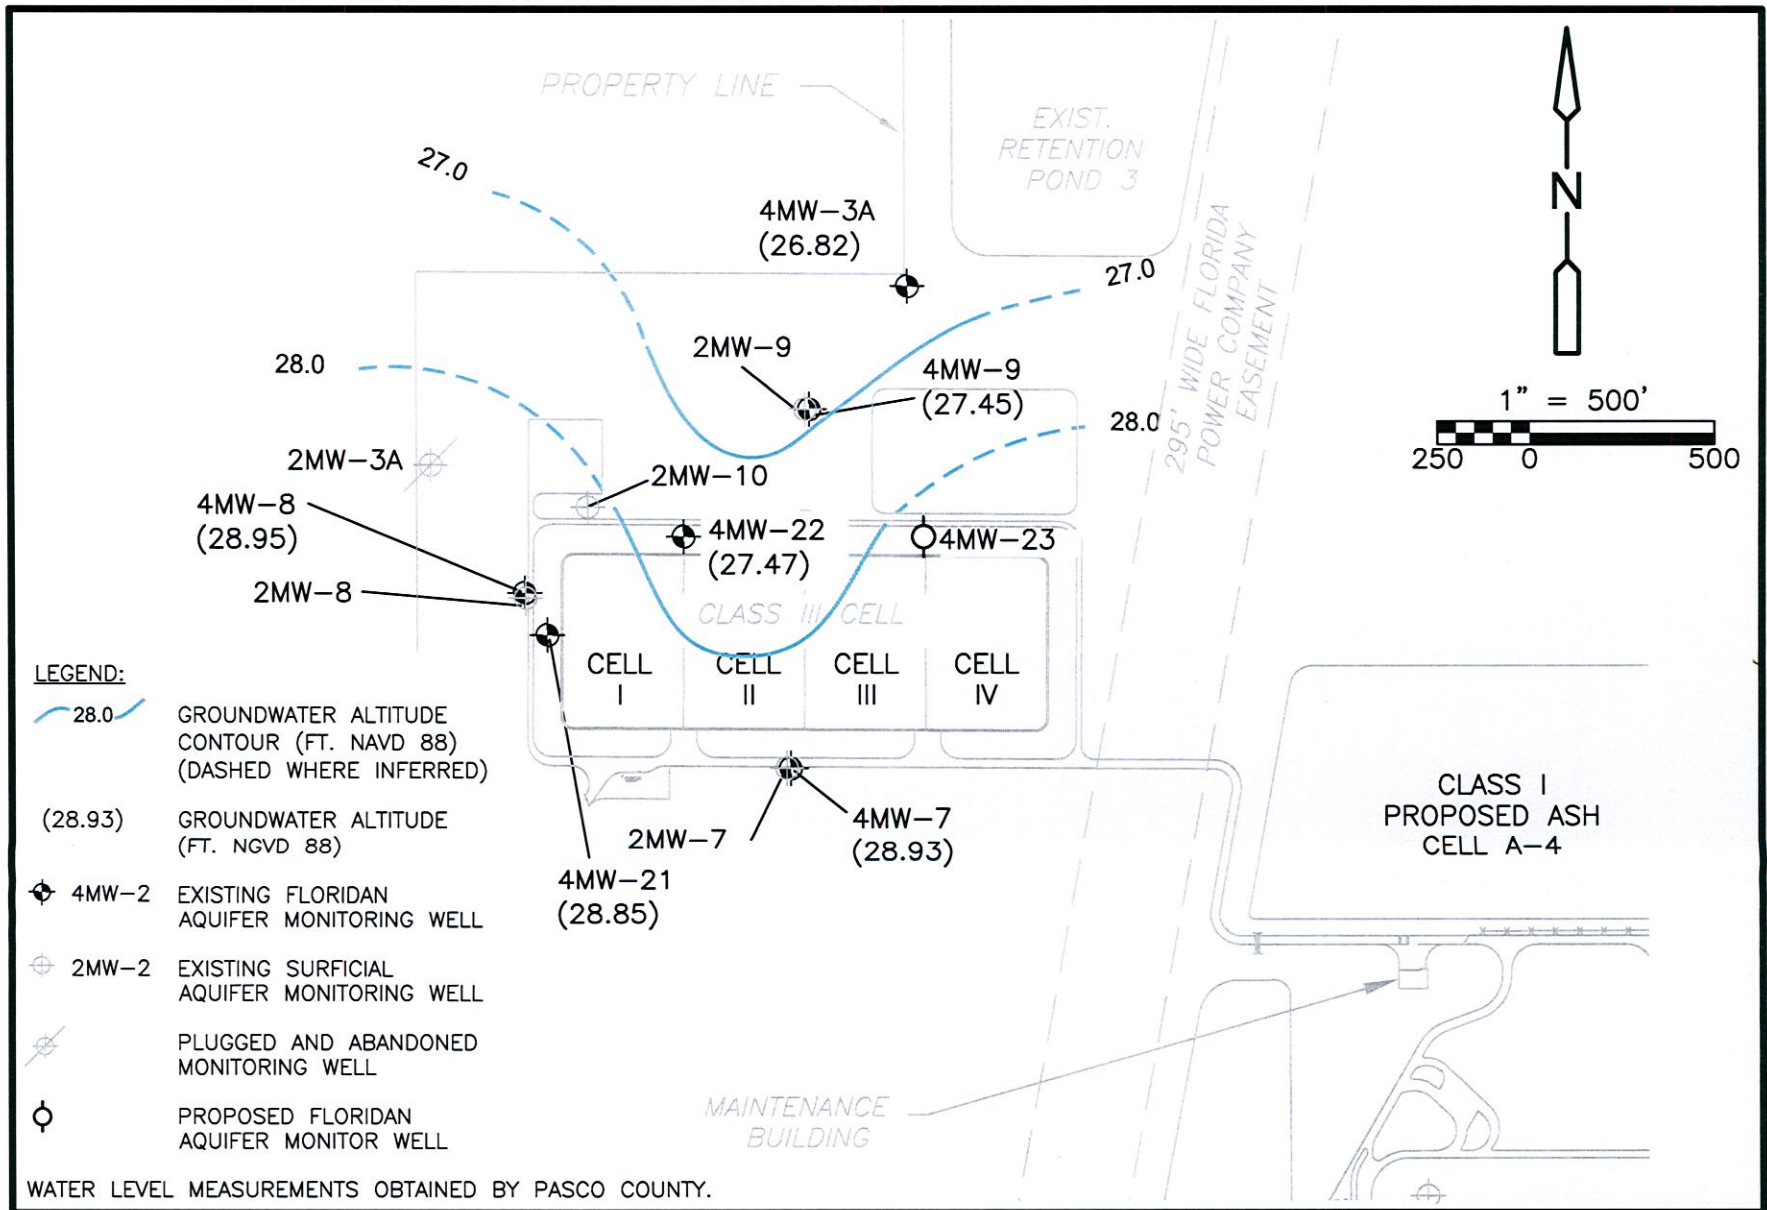 PROPERTY LINE
EXIST.
RETENTION
POND 3
27.0
4MW-3A
(26.82)
N
27.0
295' WIDE FLORIDA
POWER COMPANY
EASEMENT
28.0
2MW-9
4MW-9
(27.45)
28.0
1" = 500'
250 0 500
2MW-3A
2MW-10
4MW-8
(28.95)
4MW-22
(27.47)
4MW-23
2MW-8
CLASS III CELL
CELL
I
CELL
II
CELL
III
CELL
IV
2MW-7
4MW-7
(28.93)
4MW-21
(28.85)
CLASS I
PROPOSED ASH
CELL A-4
MAINTENANCE
BUILDING
LEGEND:
28.0 GROUNDWATER ALTITUDE
CONTOUR (FT. NAVD 88)
(DASHED WHERE INFERRED)
(28.93) GROUNDWATER ALTITUDE
(FT. NGVD 88)
4MW-2 EXISTING FLORIDAN
AQUIFER MONITORING WELL
2MW-2 EXISTING SURFICIAL
AQUIFER MONITORING WELL
PLUGGED AND ABANDONED
MONITORING WELL
PROPOSED FLORIDAN
AQUIFER MONITOR WELL
WATER LEVEL MEASUREMENTS OBTAINED BY PASCO COUNTY.